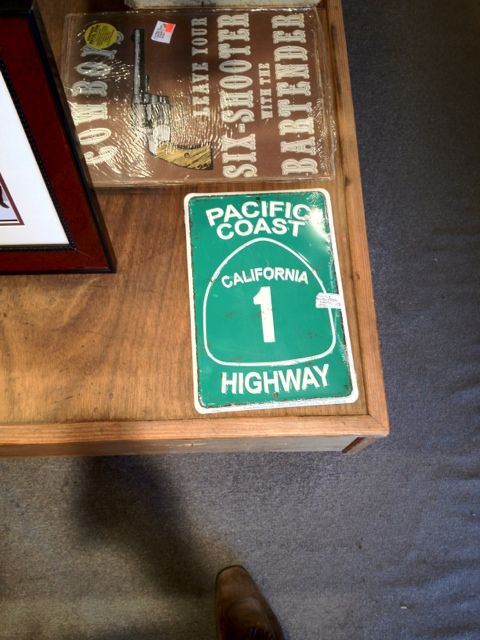 COWBOYS
LEAVE YOUR
SIX-SHOOTER
WITH THE
BARTENDER
PACIFIC
COAST
CALIFORNIA
1
HIGHWAY